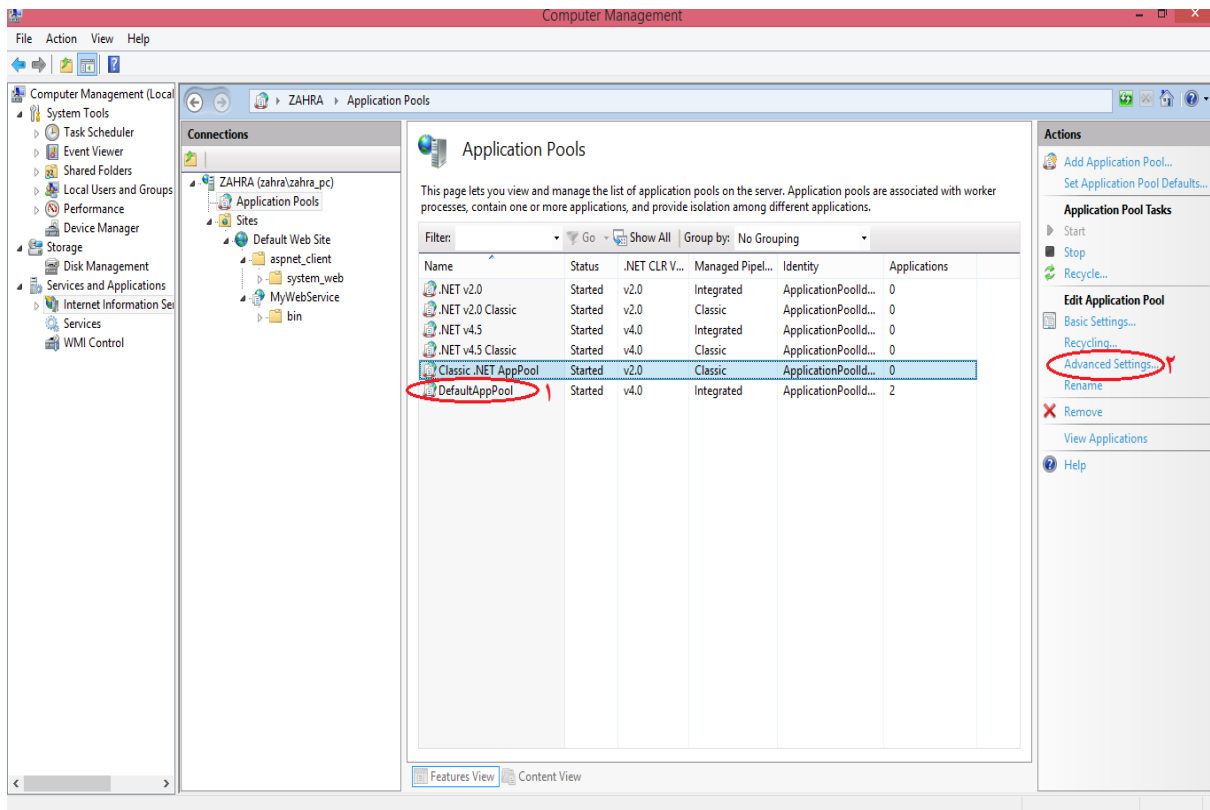 Computer Management
File Action View Help
Computer Management (Local
System Tools
Task Scheduler
Event Viewer
Shared Folders
Local Users and Groups
Performance
Device Manager
Storage
Disk Management
Services and Applications
Internet Information Ser
Services
WMI Control
ZAHRA Application Pools
Connections
ZAHRA (zahra\zahra_pc)
Application Pools
Sites
Default Web Site
aspnet_client
system_web
MyWebService
bin
Application Pools
This page lets you view and manage the list of application pools on the server. Application pools are associated with worker
processes, contain one or more applications, and provide isolation among different applications.
Filter: Go Show All Group by: No Grouping
Name Status .NET CLR V... Managed Pipel... Identity Applications
.NET v2.0 Started v2.0 Integrated ApplicationPoolId... 0
.NET v2.0 Classic Started v2.0 Classic ApplicationPoolId... 0
.NET v4.5 Started v4.0 Integrated ApplicationPoolId... 0
.NET v4.5 Classic Started v4.0 Classic ApplicationPoolId... 0
Classic .NET AppPool Started v2.0 Classic ApplicationPoolId... 0
DefaultAppPool ۱ Started v4.0 Integrated ApplicationPoolId... 2
Features View Content View
Actions
Add Application Pool...
Set Application Pool Defaults...
Application Pool Tasks
Start
Stop
Recycle...
Edit Application Pool
Basic Settings...
Recycling...
Advanced Settings... ۲
Rename
Remove
View Applications
Help